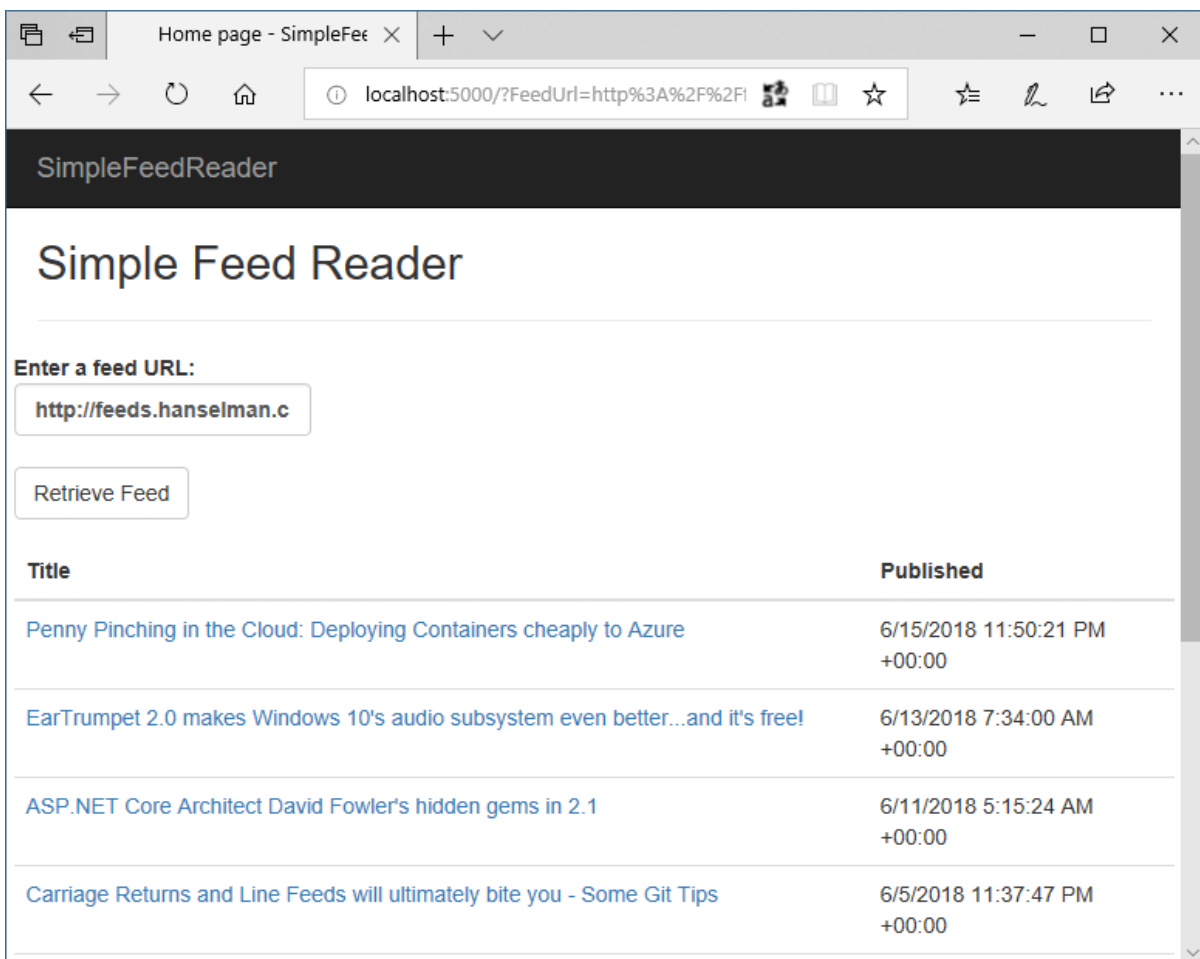 Home page - SimpleFee
localhost:5000/?FeedUrl=http%3A%2F%2F
SimpleFeedReader
Simple Feed Reader
Enter a feed URL:
http://feeds.hanselman.c
Retrieve Feed
Title Published
Penny Pinching in the Cloud: Deploying Containers cheaply to Azure 6/15/2018 11:50:21 PM
+00:00
EarTrumpet 2.0 makes Windows 10's audio subsystem even better...and it's free! 6/13/2018 7:34:00 AM
+00:00
ASP.NET Core Architect David Fowler's hidden gems in 2.1 6/11/2018 5:15:24 AM
+00:00
Carriage Returns and Line Feeds will ultimately bite you - Some Git Tips 6/5/2018 11:37:47 PM
+00:00